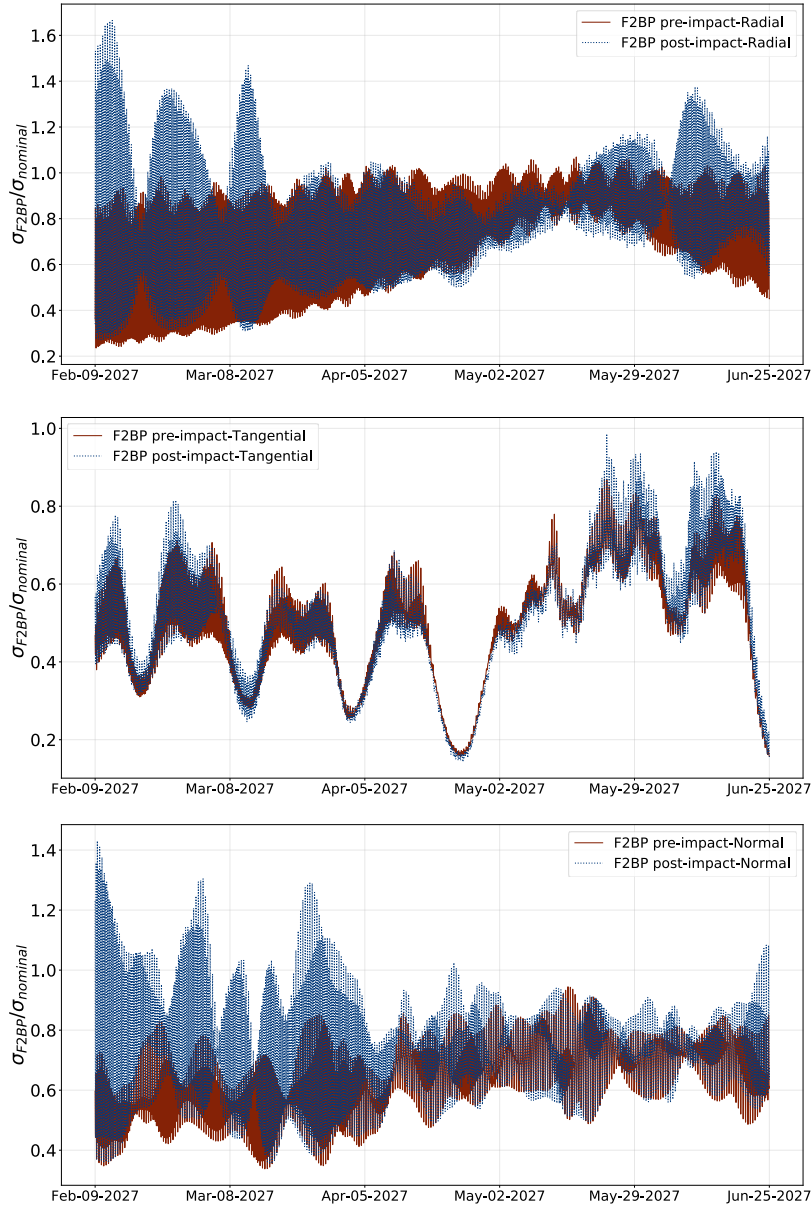 F2BP pre-impact-Radial
F2BP post-impact-Radial
1.6
1.4
1.2
1.0
0.8
0.6
0.4
0.2
σF2BP/σnominal
Feb-09-2027 Mar-08-2027 Apr-05-2027 May-02-2027 May-29-2027 Jun-25-2027
F2BP pre-impact-Tangential
F2BP post-impact-Tangential
1.0
0.8
0.6
0.4
0.2
σF2BP/σnominal
Feb-09-2027 Mar-08-2027 Apr-05-2027 May-02-2027 May-29-2027 Jun-25-2027
F2BP pre-impact-Normal
F2BP post-impact-Normal
1.4
1.2
1.0
0.8
0.6
0.4
σF2BP/σnominal
Feb-09-2027 Mar-08-2027 Apr-05-2027 May-02-2027 May-29-2027 Jun-25-2027